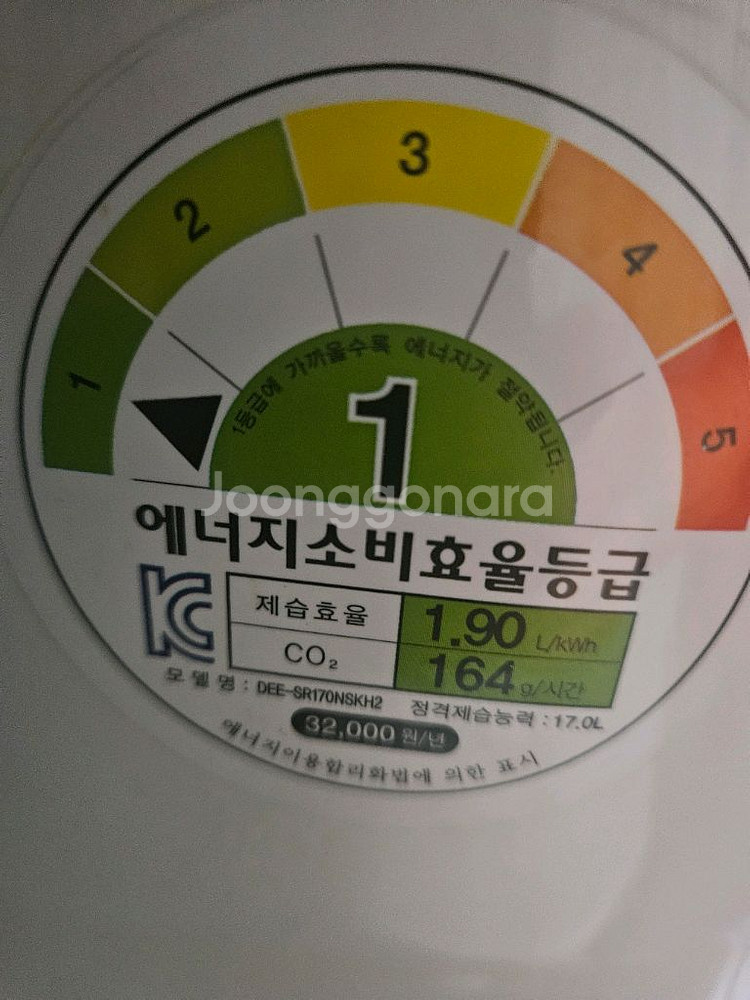 1
2
3
4
5
1등급에 가까울수록 에너지가 절약됩니다.
1
Joonggonara
에너지소비효율등급
KC
제습효율 1.90 L/kWh
CO₂ 164 g/시간
모델명 : DEE-SR170NSKH2 정격제습능력 : 17.0L
32,000 원/년
에너지이용합리화법에 의한 표시